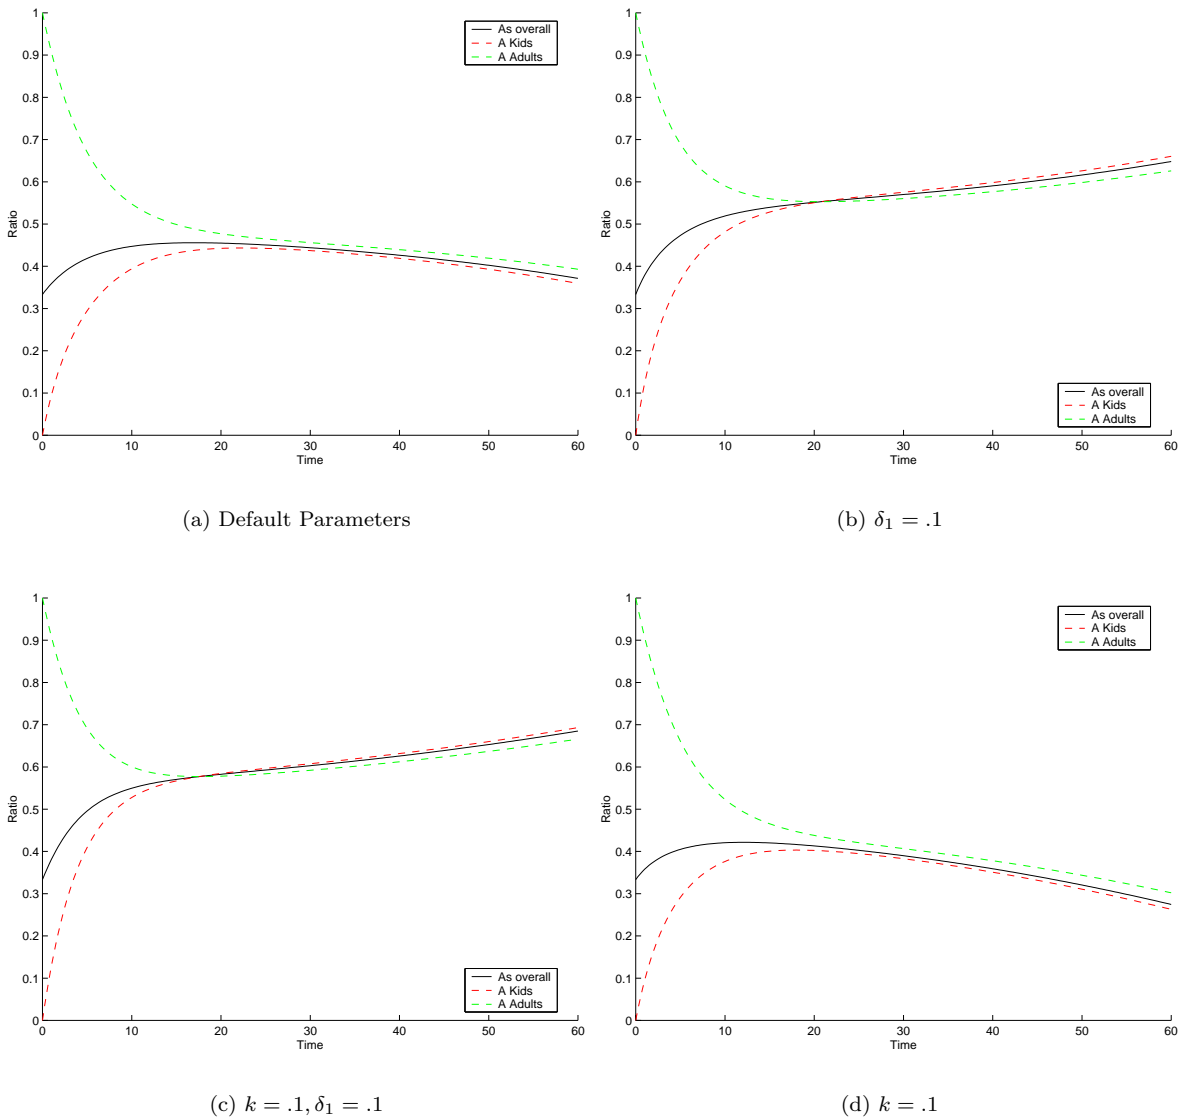 1
0.9
0.8
0.7
0.6
0.5
0.4
0.3
0.2
0.1
0
Ratio
0 10 20 30 40 50 60
Time
As overall
A Kids
A Adults
(a) Default Parameters
1
0.9
0.8
0.7
0.6
0.5
0.4
0.3
0.2
0.1
0
Ratio
0 10 20 30 40 50 60
Time
As overall
A Kids
A Adults
(b) δ₁ = .1
1
0.9
0.8
0.7
0.6
0.5
0.4
0.3
0.2
0.1
0
Ratio
0 10 20 30 40 50 60
Time
As overall
A Kids
A Adults
(c) k = .1, δ₁ = .1
1
0.9
0.8
0.7
0.6
0.5
0.4
0.3
0.2
0.1
0
Ratio
0 10 20 30 40 50 60
Time
As overall
A Kids
A Adults
(d) k = .1